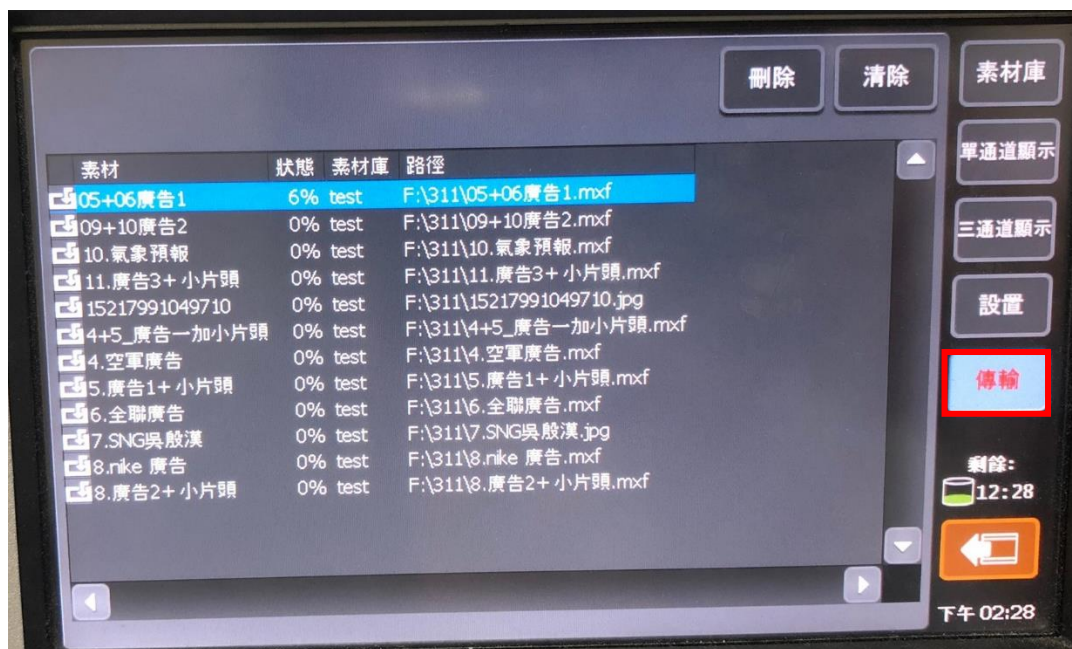 刪除 清除 素材庫
單通道顯示
素材 狀態 素材庫 路徑
05+06廣告1 6% test F:\311\05+06廣告1.mxf
09+10廣告2 0% test F:\311\09+10廣告2.mxf
三通道顯示
10.氣象預報 0% test F:\311\10.氣象預報.mxf
11.廣告3+小片頭 0% test F:\311\11.廣告3+小片頭.mxf
15217991049710 0% test F:\311\15217991049710.jpg
設置
4+5_廣告一加小片頭 0% test F:\311\4+5_廣告一加小片頭.mxf
4.空軍廣告 0% test F:\311\4.空軍廣告.mxf
5.廣告1+小片頭 0% test F:\311\5.廣告1+小片頭.mxf
傳輸
6.全聯廣告 0% test F:\311\6.全聯廣告.mxf
7.SNG吳殷漢 0% test F:\311\7.SNG吳殷漢.jpg
8.nike 廣告 0% test F:\311\8.nike 廣告.mxf
8.廣告2+小片頭 0% test F:\311\8.廣告2+小片頭.mxf
剩餘:
12:28
下午 02:28